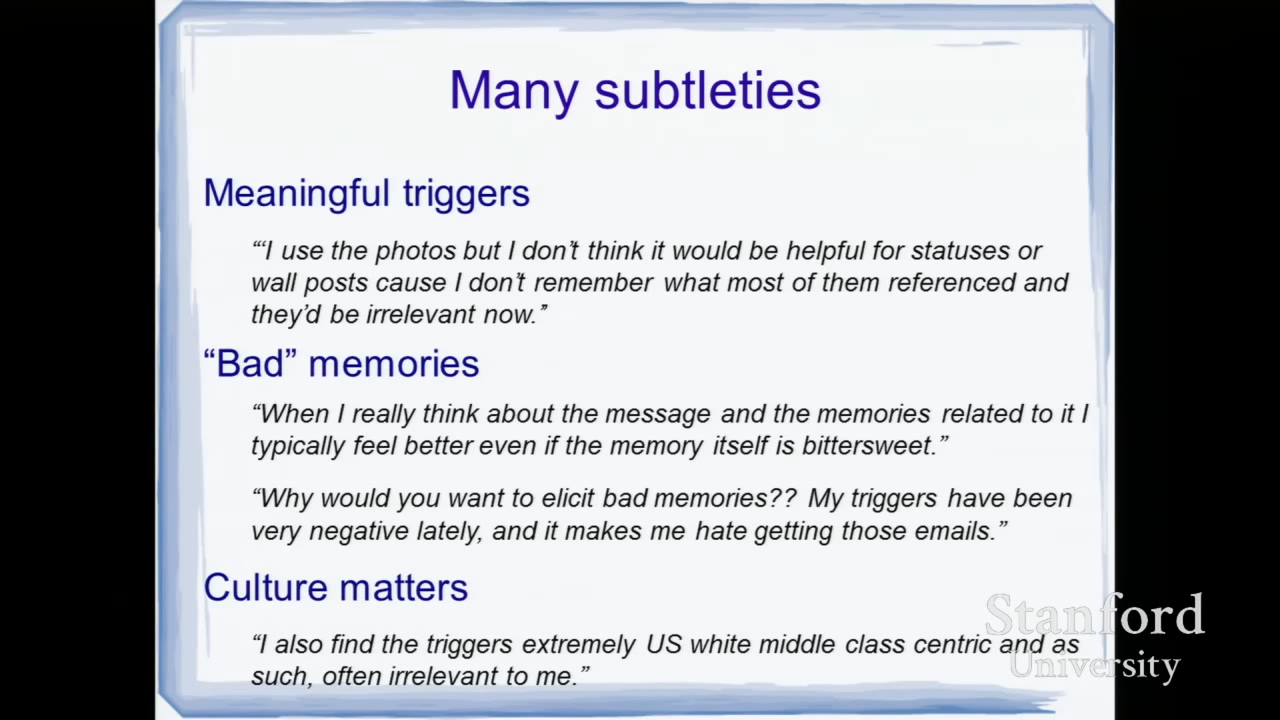 Many subtleties
Meaningful triggers
“‘I use the photos but I don’t think it would be helpful for statuses or
wall posts cause I don’t remember what most of them referenced and
they’d be irrelevant now.”
“Bad” memories
“When I really think about the message and the memories related to it I
typically feel better even if the memory itself is bittersweet.”
“Why would you want to elicit bad memories?? My triggers have been
very negative lately, and it makes me hate getting those emails.”
Culture matters
“I also find the triggers extremely US white middle class centric and as
such, often irrelevant to me.”
Stanford
University